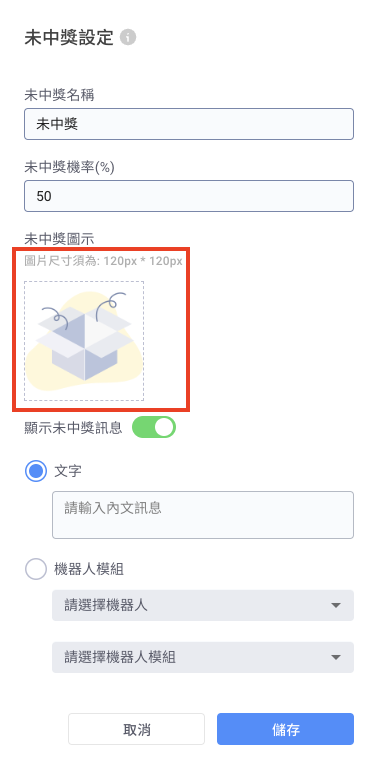 未中獎設定
未中獎名稱
未中獎
未中獎機率(%)
50
未中獎圖示
圖片尺寸須為: 120px * 120px
顯示未中獎訊息
文字
請輸入內文訊息
機器人模組
請選擇機器人
請選擇機器人模組
取消
儲存